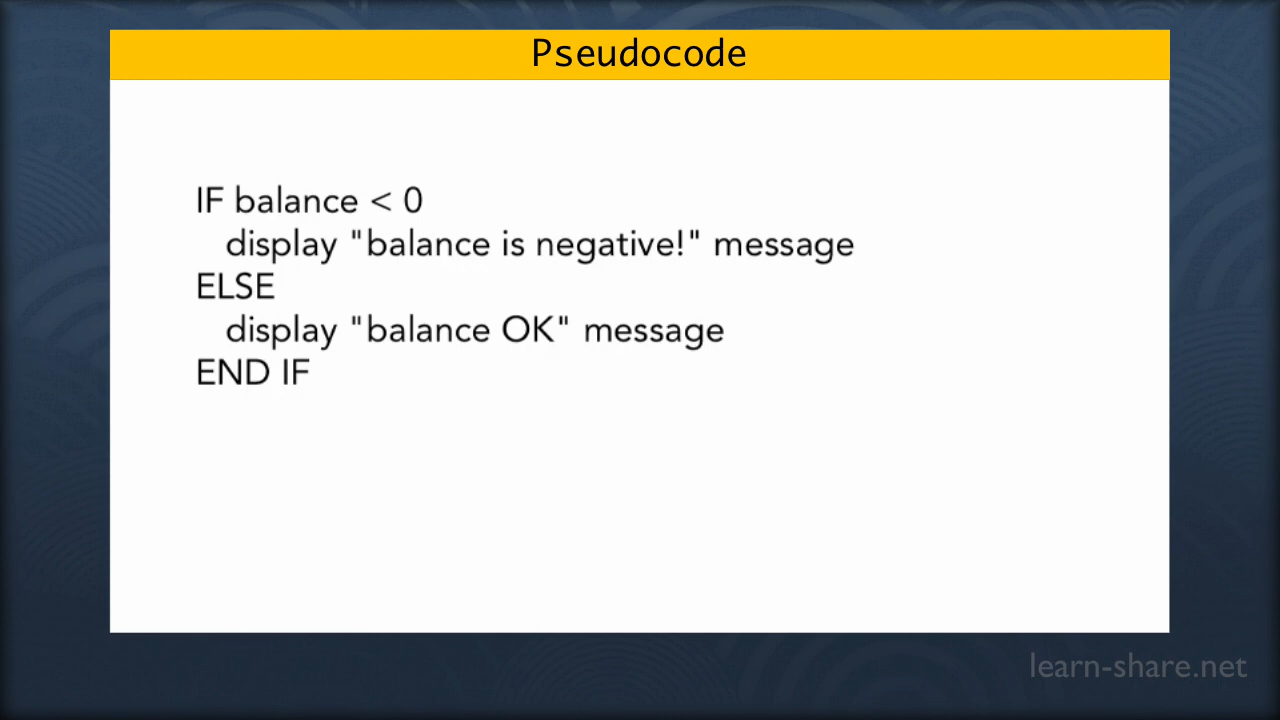 Pseudocode
IF balance < 0
display "balance is negative!" message
ELSE
display "balance OK" message
END IF
learn-share.net